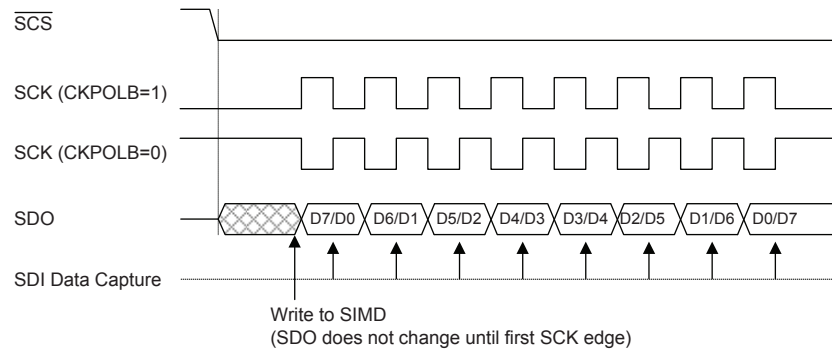 SCS
SCK (CKPOLB=1)
SCK (CKPOLB=0)
SDO
D7/D0 D6/D1 D5/D2 D4/D3 D3/D4 D2/D5 D1/D6 D0/D7
SDI Data Capture
Write to SIMD
(SDO does not change until first SCK edge)